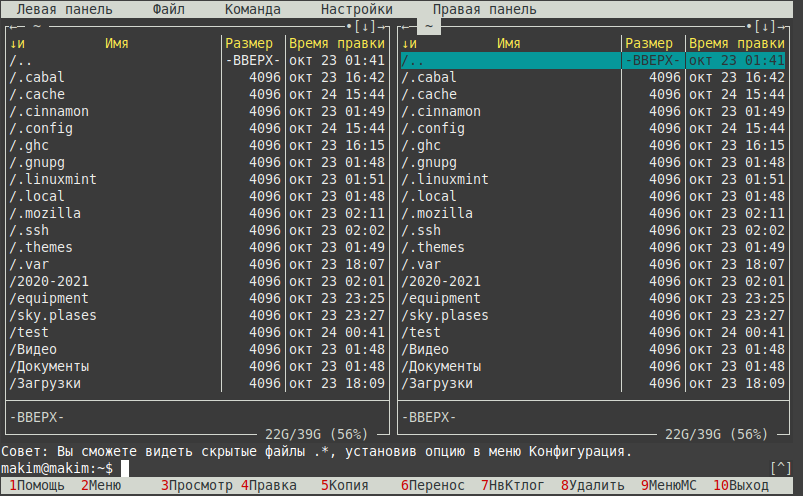 Левая панель Файл Команда Настройки Правая панель
←─ ~ •[↓]→ ←─ ~ •[↓]→
↓и Имя Размер Время правки ↓и Имя Размер Время правки
/.. -ВВЕРХ- окт 23 01:41 /.. -ВВЕРХ- окт 23 01:41
/.cabal 4096 окт 23 16:42 /.cabal 4096 окт 23 16:42
/.cache 4096 окт 24 15:44 /.cache 4096 окт 24 15:44
/.cinnamon 4096 окт 23 01:49 /.cinnamon 4096 окт 23 01:49
/.config 4096 окт 24 15:44 /.config 4096 окт 24 15:44
/.ghc 4096 окт 23 16:15 /.ghc 4096 окт 23 16:15
/.gnupg 4096 окт 23 01:48 /.gnupg 4096 окт 23 01:48
/.linuxmint 4096 окт 23 01:51 /.linuxmint 4096 окт 23 01:51
/.local 4096 окт 23 01:48 /.local 4096 окт 23 01:48
/.mozilla 4096 окт 23 02:11 /.mozilla 4096 окт 23 02:11
/.ssh 4096 окт 23 02:02 /.ssh 4096 окт 23 02:02
/.themes 4096 окт 23 01:49 /.themes 4096 окт 23 01:49
/.var 4096 окт 23 18:07 /.var 4096 окт 23 18:07
/2020-2021 4096 окт 23 02:01 /2020-2021 4096 окт 23 02:01
/equipment 4096 окт 23 23:25 /equipment 4096 окт 23 23:25
/sky.plases 4096 окт 23 23:27 /sky.plases 4096 окт 23 23:27
/test 4096 окт 24 00:41 /test 4096 окт 24 00:41
/Видео 4096 окт 23 01:48 /Видео 4096 окт 23 01:48
/Документы 4096 окт 23 01:48 /Документы 4096 окт 23 01:48
/Загрузки 4096 окт 23 18:09 /Загрузки 4096 окт 23 18:09
-ВВЕРХ- -ВВЕРХ-
22G/39G (56%) 22G/39G (56%)
Совет: Вы сможете видеть скрытые файлы .*, установив опцию в меню Конфигурация.
makim@makim:~$ [^]
1Помощь 2Меню 3Просмотр 4Правка 5Копия 6Перенос 7НвКтлог 8Удалить 9МенюМС 10Выход